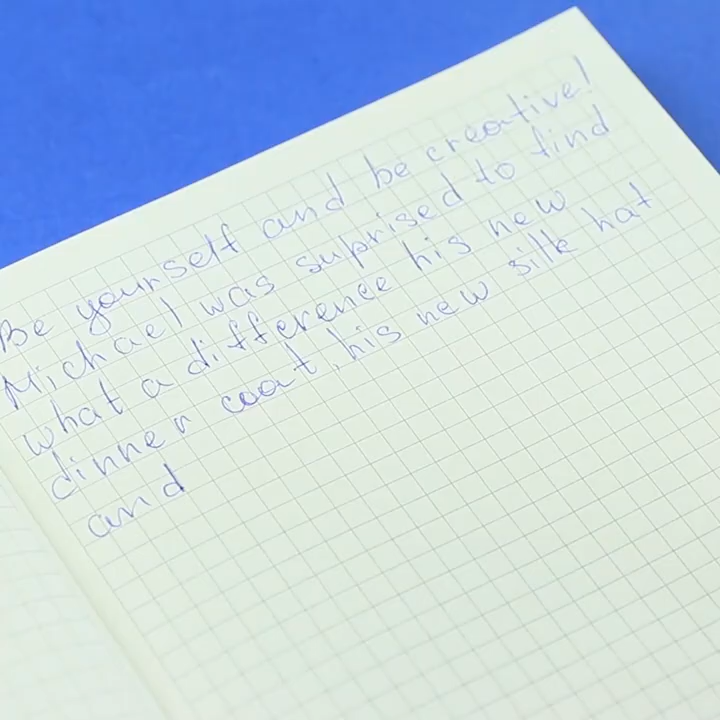 Be yourself and be creative!
Michael was suprised to find
what a difference his new
dinner coat, his new silk hat
and